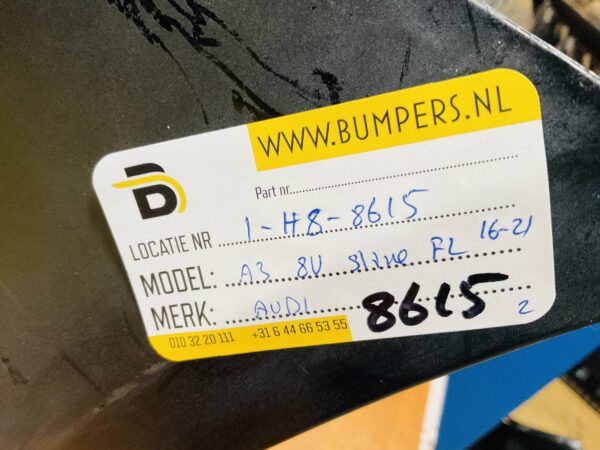 WWW.BUMPERS.NL
Part nr.
LOCATIE NR 1-H8-8615
MODEL: A3 8V Sline FL 16-21
MERK: AUDI 8615 2
010 32 20 111 +31 6 44 66 53 55